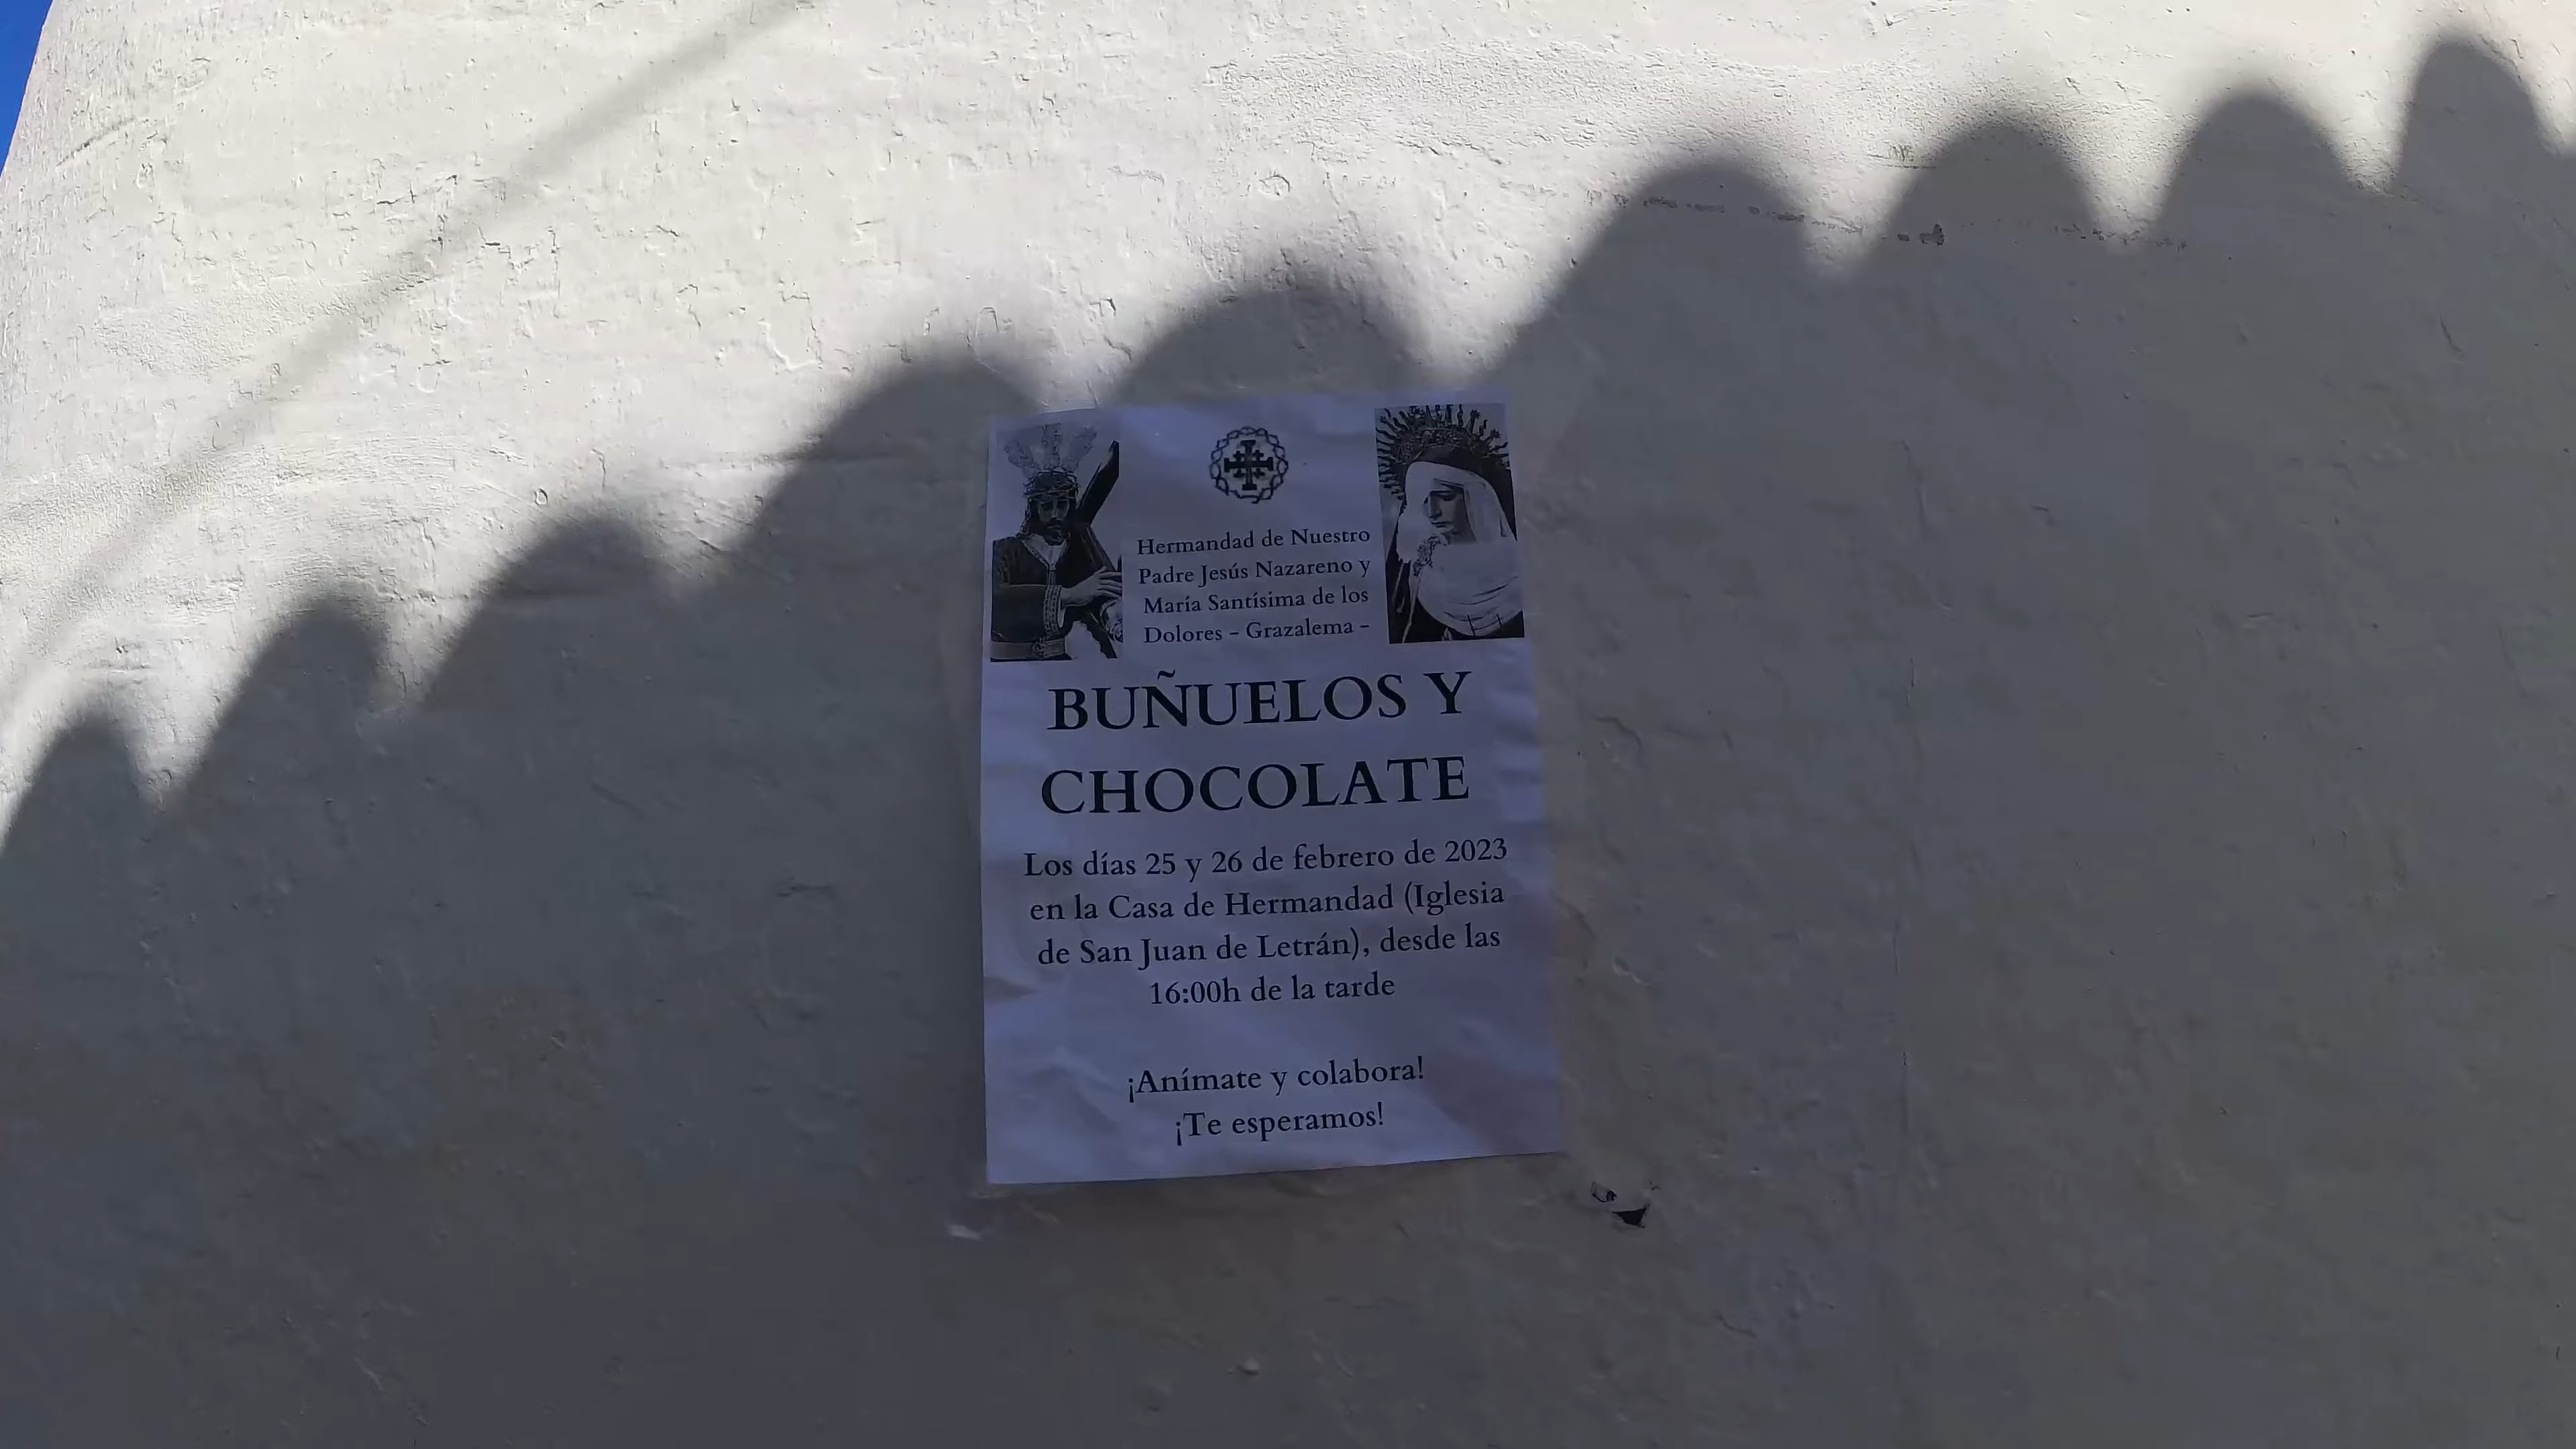 Hermandad de Nuestro
Padre Jesús Nazareno y
María Santísima de los
Dolores - Grazalema -
BUÑUELOS Y
CHOCOLATE
Los días 25 y 26 de febrero de 2023
en la Casa de Hermandad (Iglesia
de San Juan de Letrán), desde las
16:00h de la tarde
¡Anímate y colabora!
¡Te esperamos!